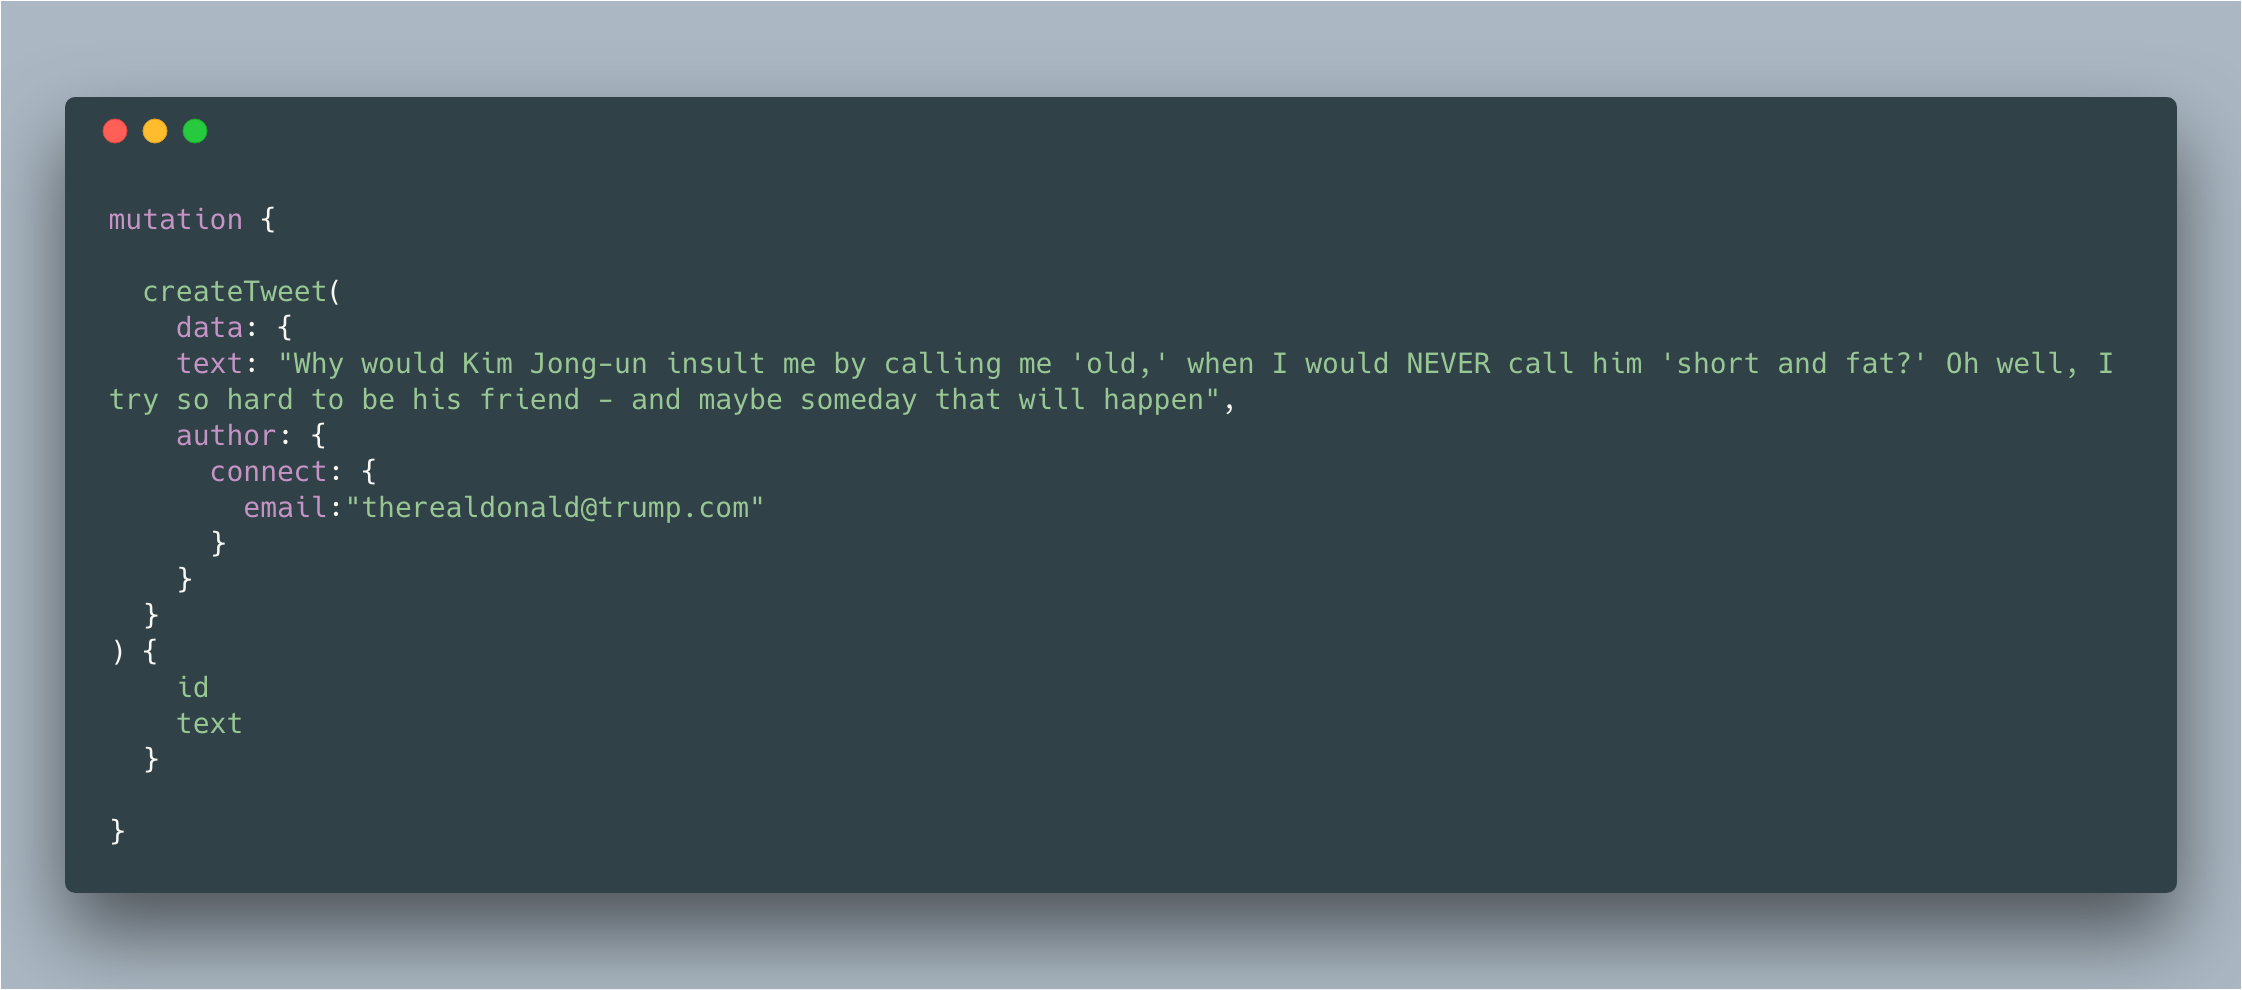 mutation {
createTweet(
data: {
text: "Why would Kim Jong-un insult me by calling me 'old,' when I would NEVER call him 'short and fat?' Oh well, I
try so hard to be his friend - and maybe someday that will happen",
author: {
connect: {
email:"therealdonald@trump.com"
}
}
}
) {
id
text
}
}